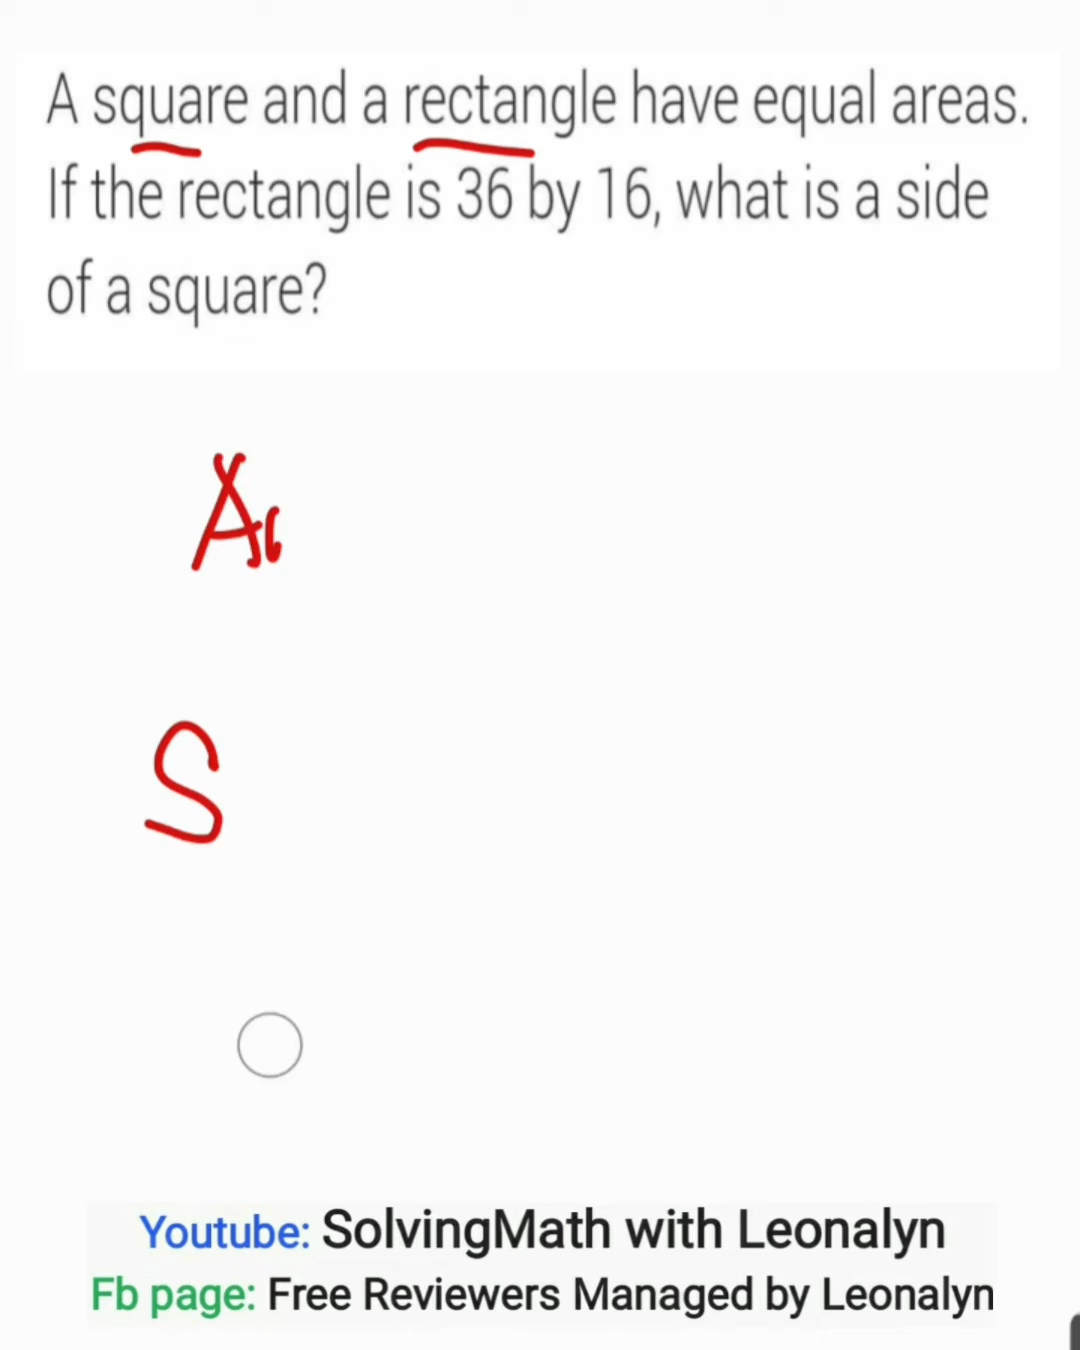 A square and a rectangle have equal areas.
If the rectangle is 36 by 16, what is a side
of a square?
A
S
Youtube: SolvingMath with Leonalyn
Fb page: Free Reviewers Managed by Leonalyn